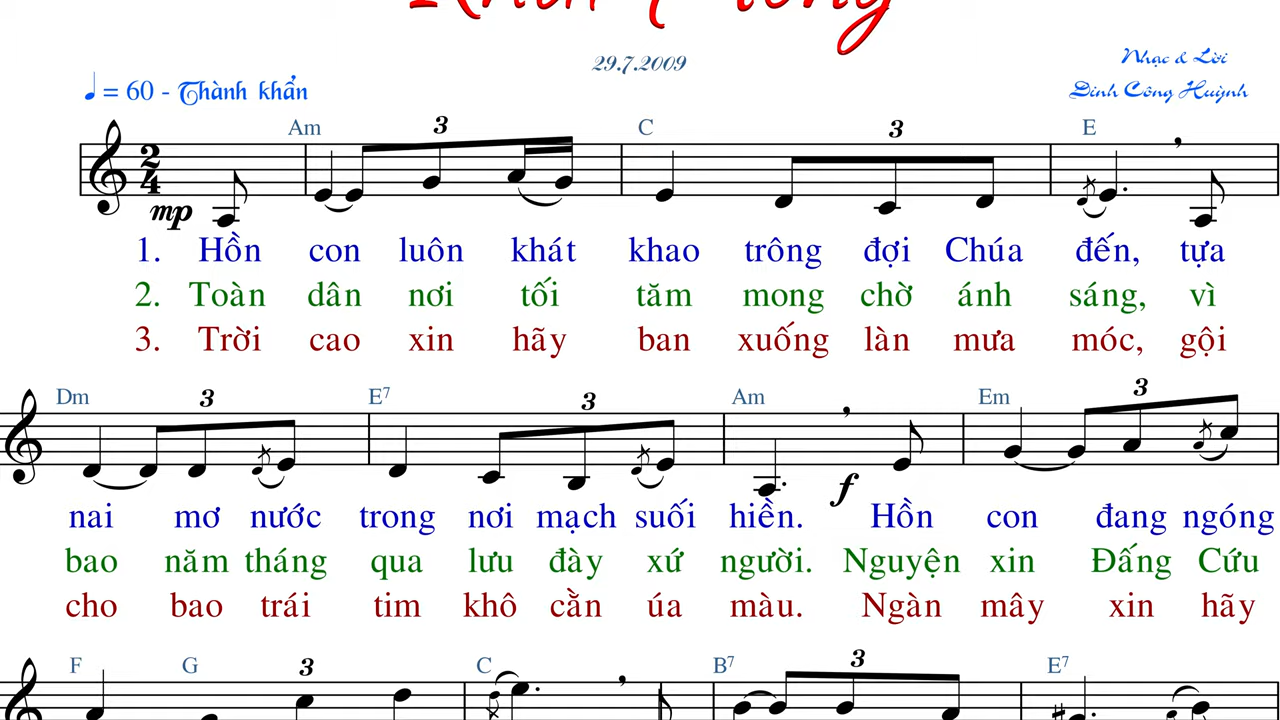 29.7.2009
Nhạc & Lời
= 60 - Thành khẩn
Đinh Công Huỳnh
Am 3 C 3 E
2
4
mp
1. Hồn con luôn khát khao trông đợi Chúa đến, tựa
2. Toàn dân nơi tối tăm mong chờ ánh sáng, vì
3. Trời cao xin hãy ban xuống làn mưa móc, gội
Dm 3 E7 3 Am Em 3
f
nai mơ nước trong nơi mạch suối hiền. Hồn con đang ngóng
bao năm tháng qua lưu đày xứ người. Nguyện xin Đấng Cứu
cho bao trái tim khô cằn úa màu. Ngàn mây xin hãy
F G 3 C B7 3 E7